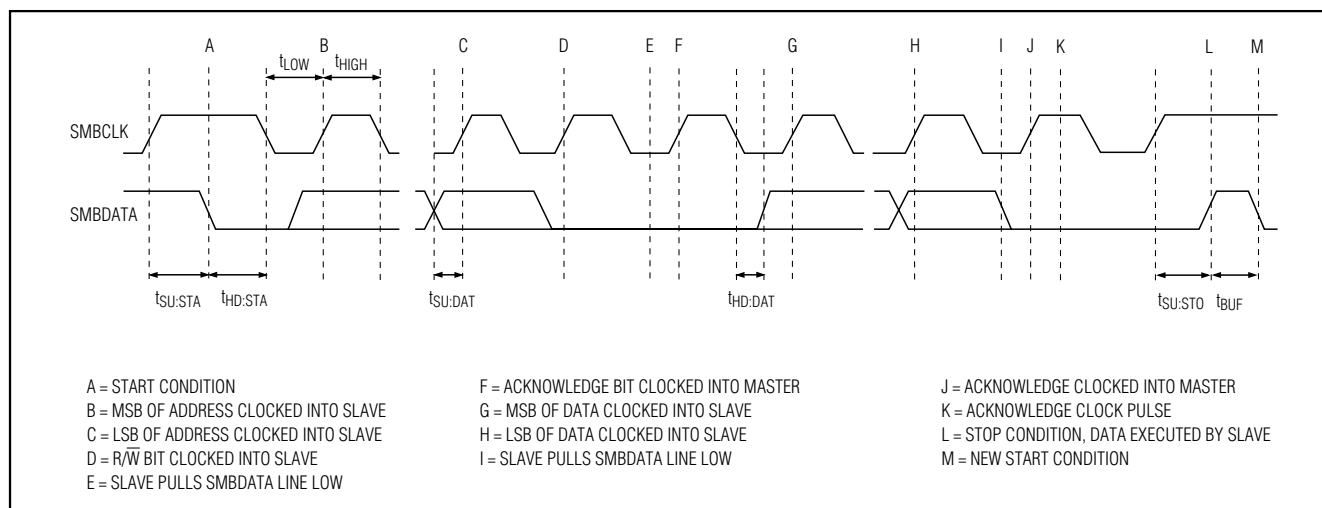 A B C D E F G H I J K L M
tLOW tHIGH
SMBCLK
SMBDATA
tSU:STA tHD:STA tSU:DAT tHD:DAT tSU:STO tBUF
A = START CONDITION
B = MSB OF ADDRESS CLOCKED INTO SLAVE
C = LSB OF ADDRESS CLOCKED INTO SLAVE
D = R/W̅ BIT CLOCKED INTO SLAVE
E = SLAVE PULLS SMBDATA LINE LOW
F = ACKNOWLEDGE BIT CLOCKED INTO MASTER
G = MSB OF DATA CLOCKED INTO SLAVE
H = LSB OF DATA CLOCKED INTO SLAVE
I = SLAVE PULLS SMBDATA LINE LOW
J = ACKNOWLEDGE CLOCKED INTO MASTER
K = ACKNOWLEDGE CLOCK PULSE
L = STOP CONDITION, DATA EXECUTED BY SLAVE
M = NEW START CONDITION